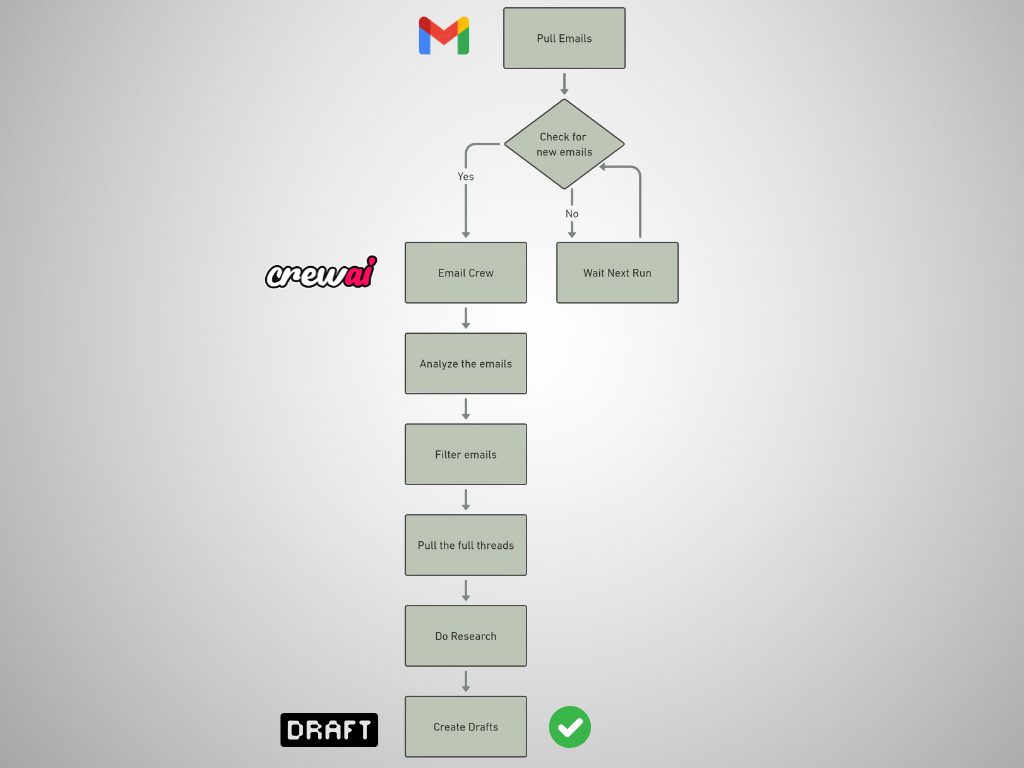 Pull Emails
Check for
new emails
Yes
No
crewai
Email Crew
Wait Next Run
Analyze the emails
Filter emails
Pull the full threads
Do Research
DRAFT
Create Drafts